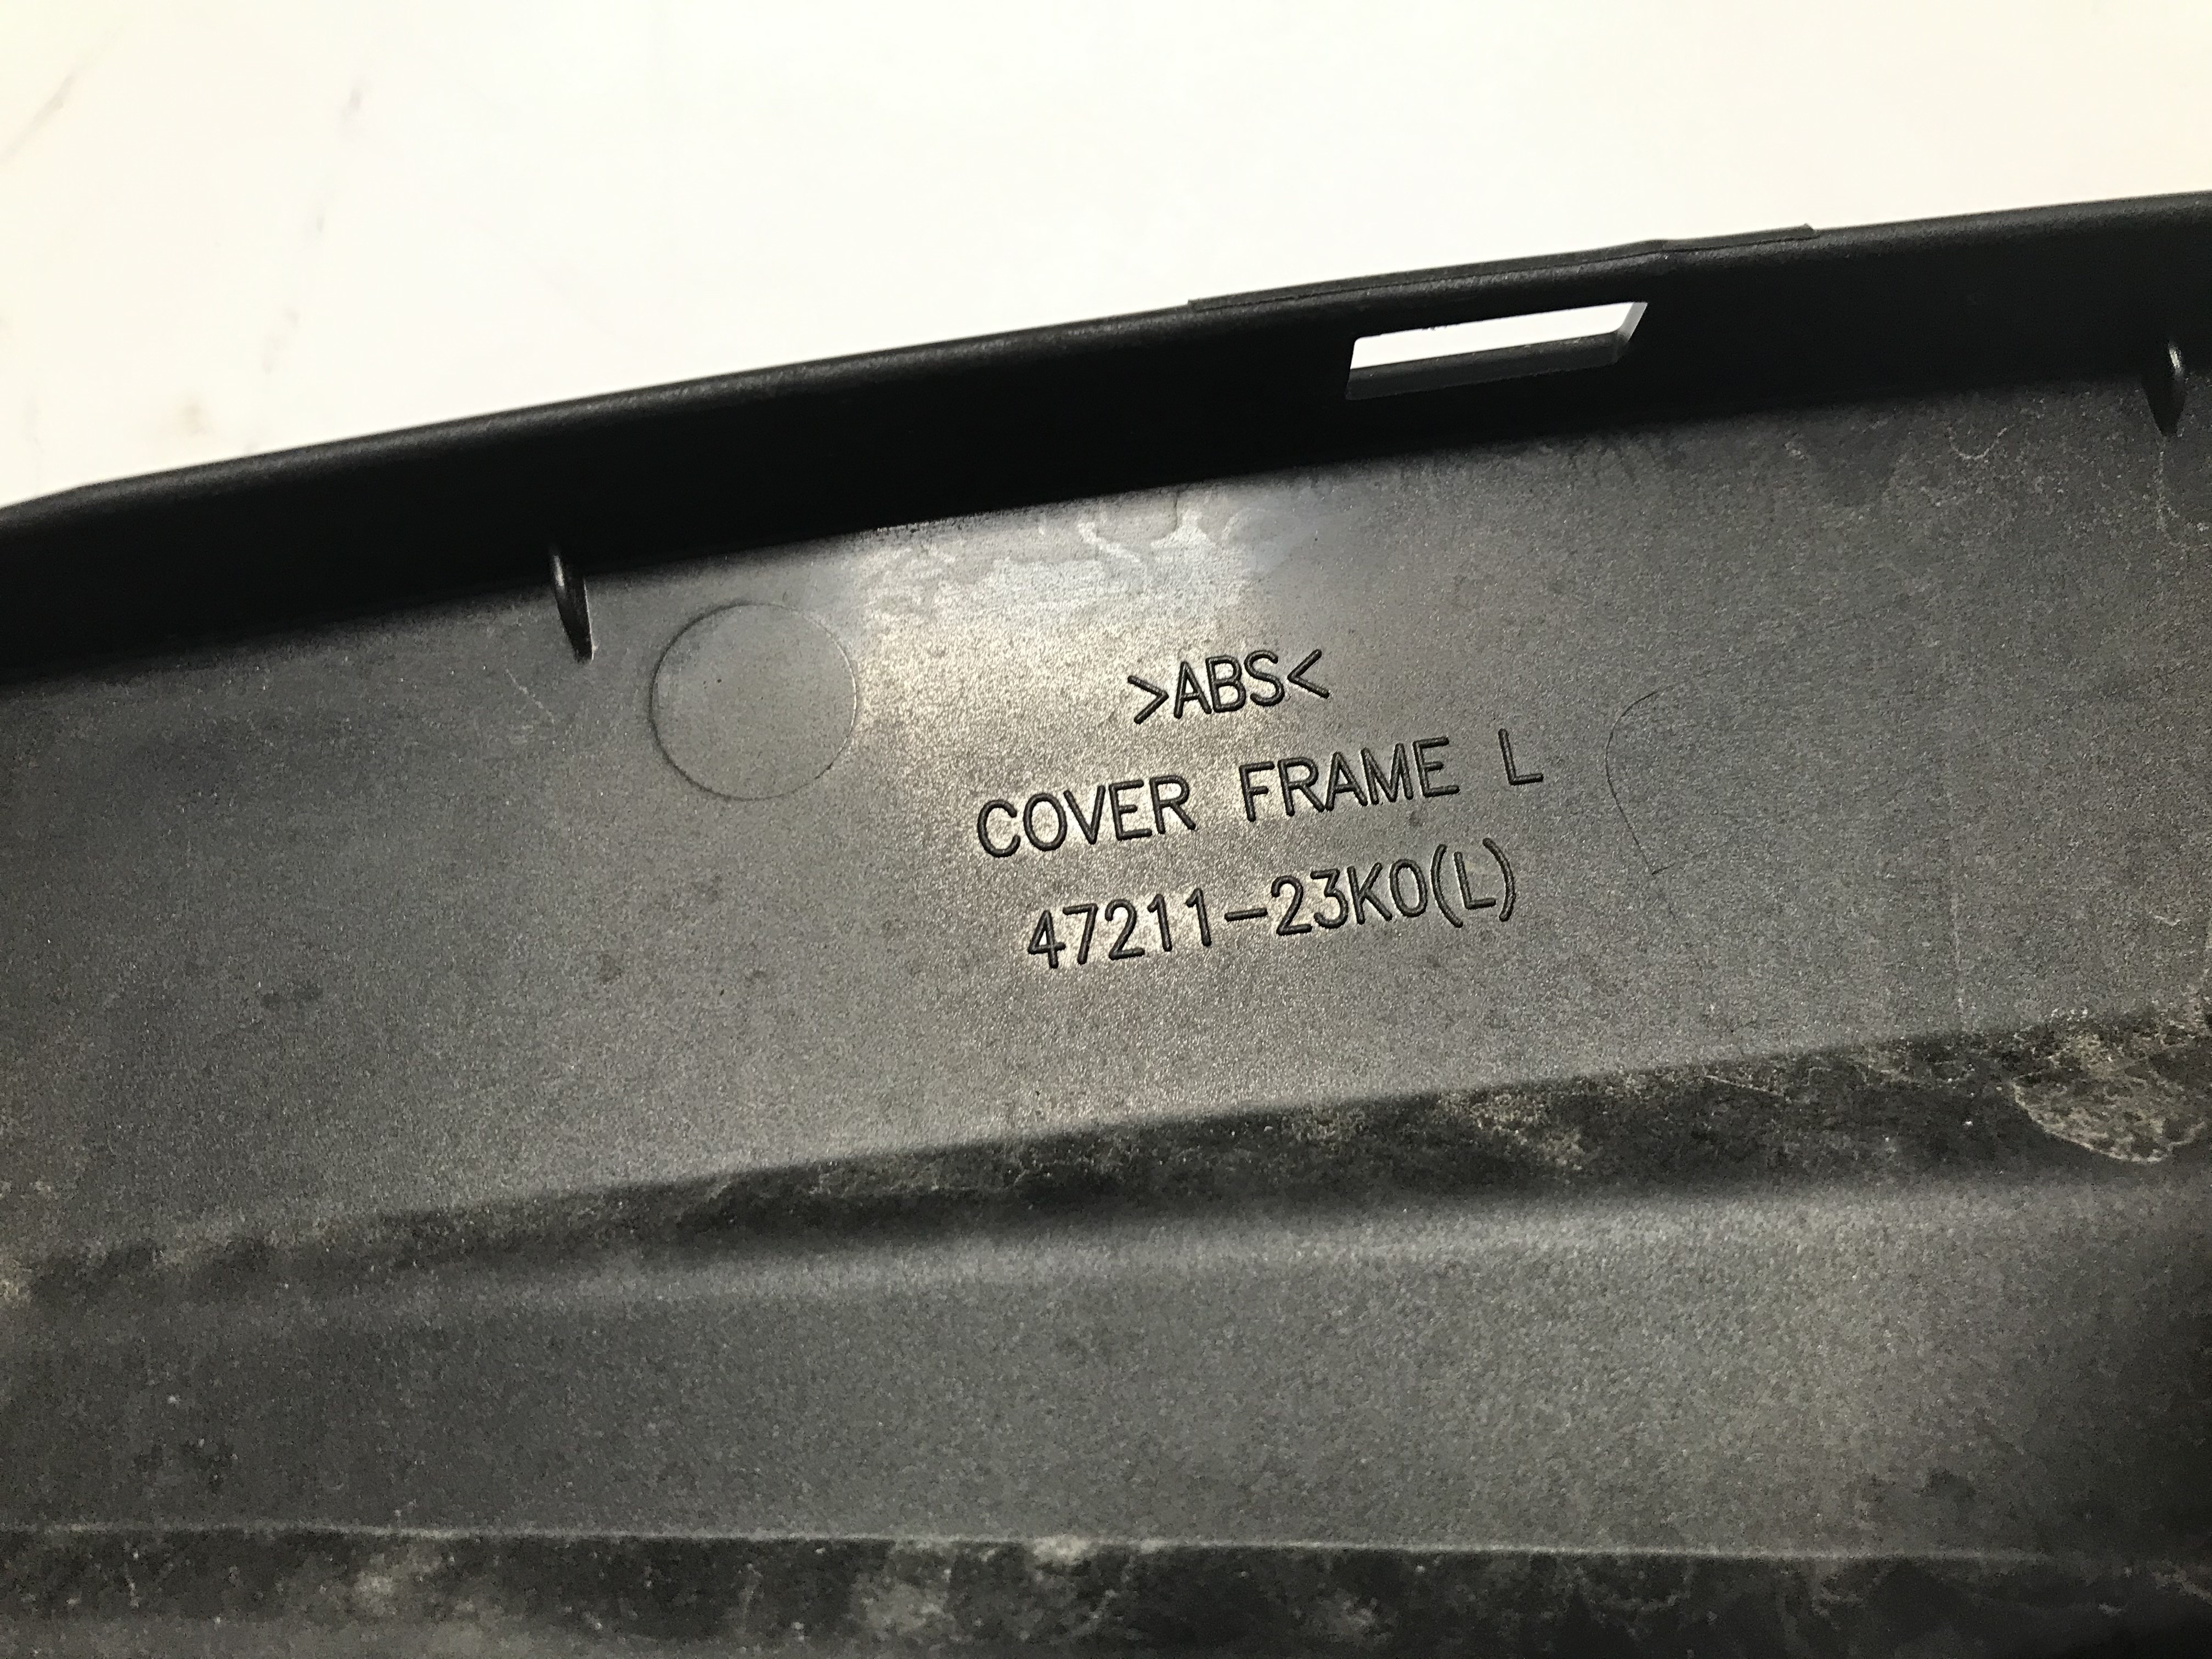 >ABS<
COVER FRAME L
47211-23K0(L)